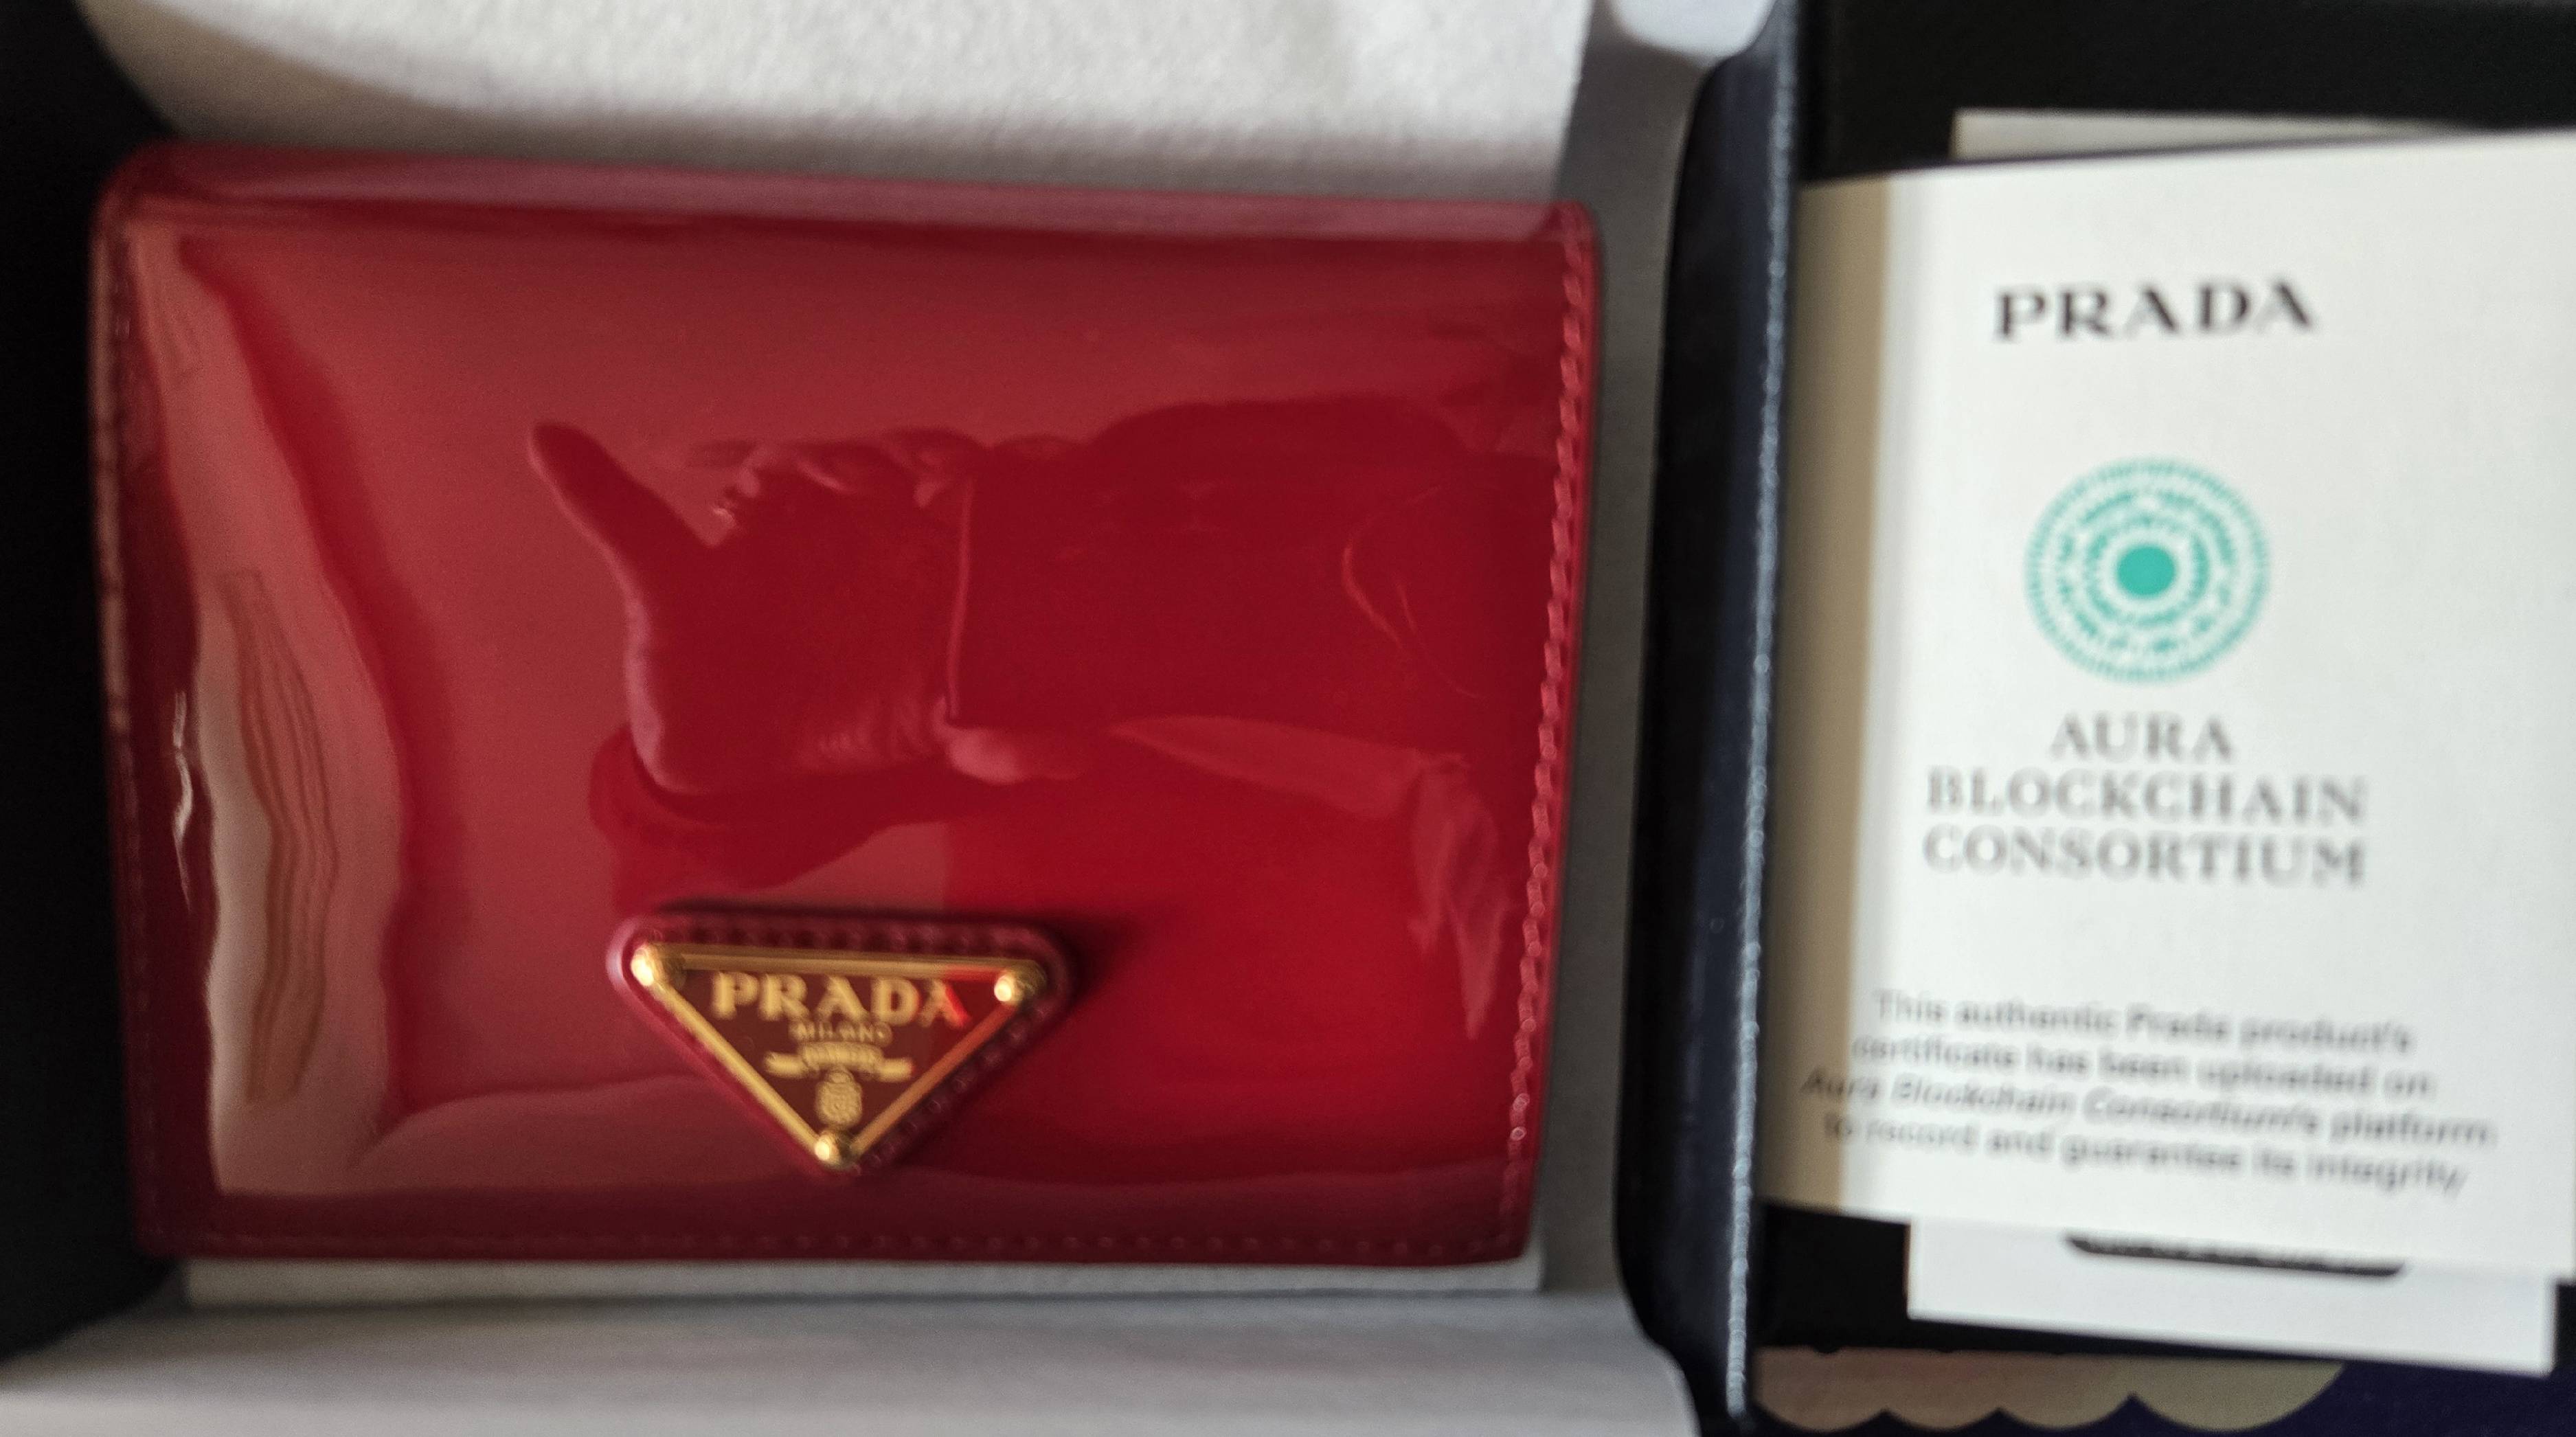 PRADA
MILANO
PRADA
AURA
BLOCKCHAIN
CONSORTIUM
This authentic Prada product's
certificate has been uploaded on
Aura Blockchain Consortium's platform
to record and guarantee its integrity